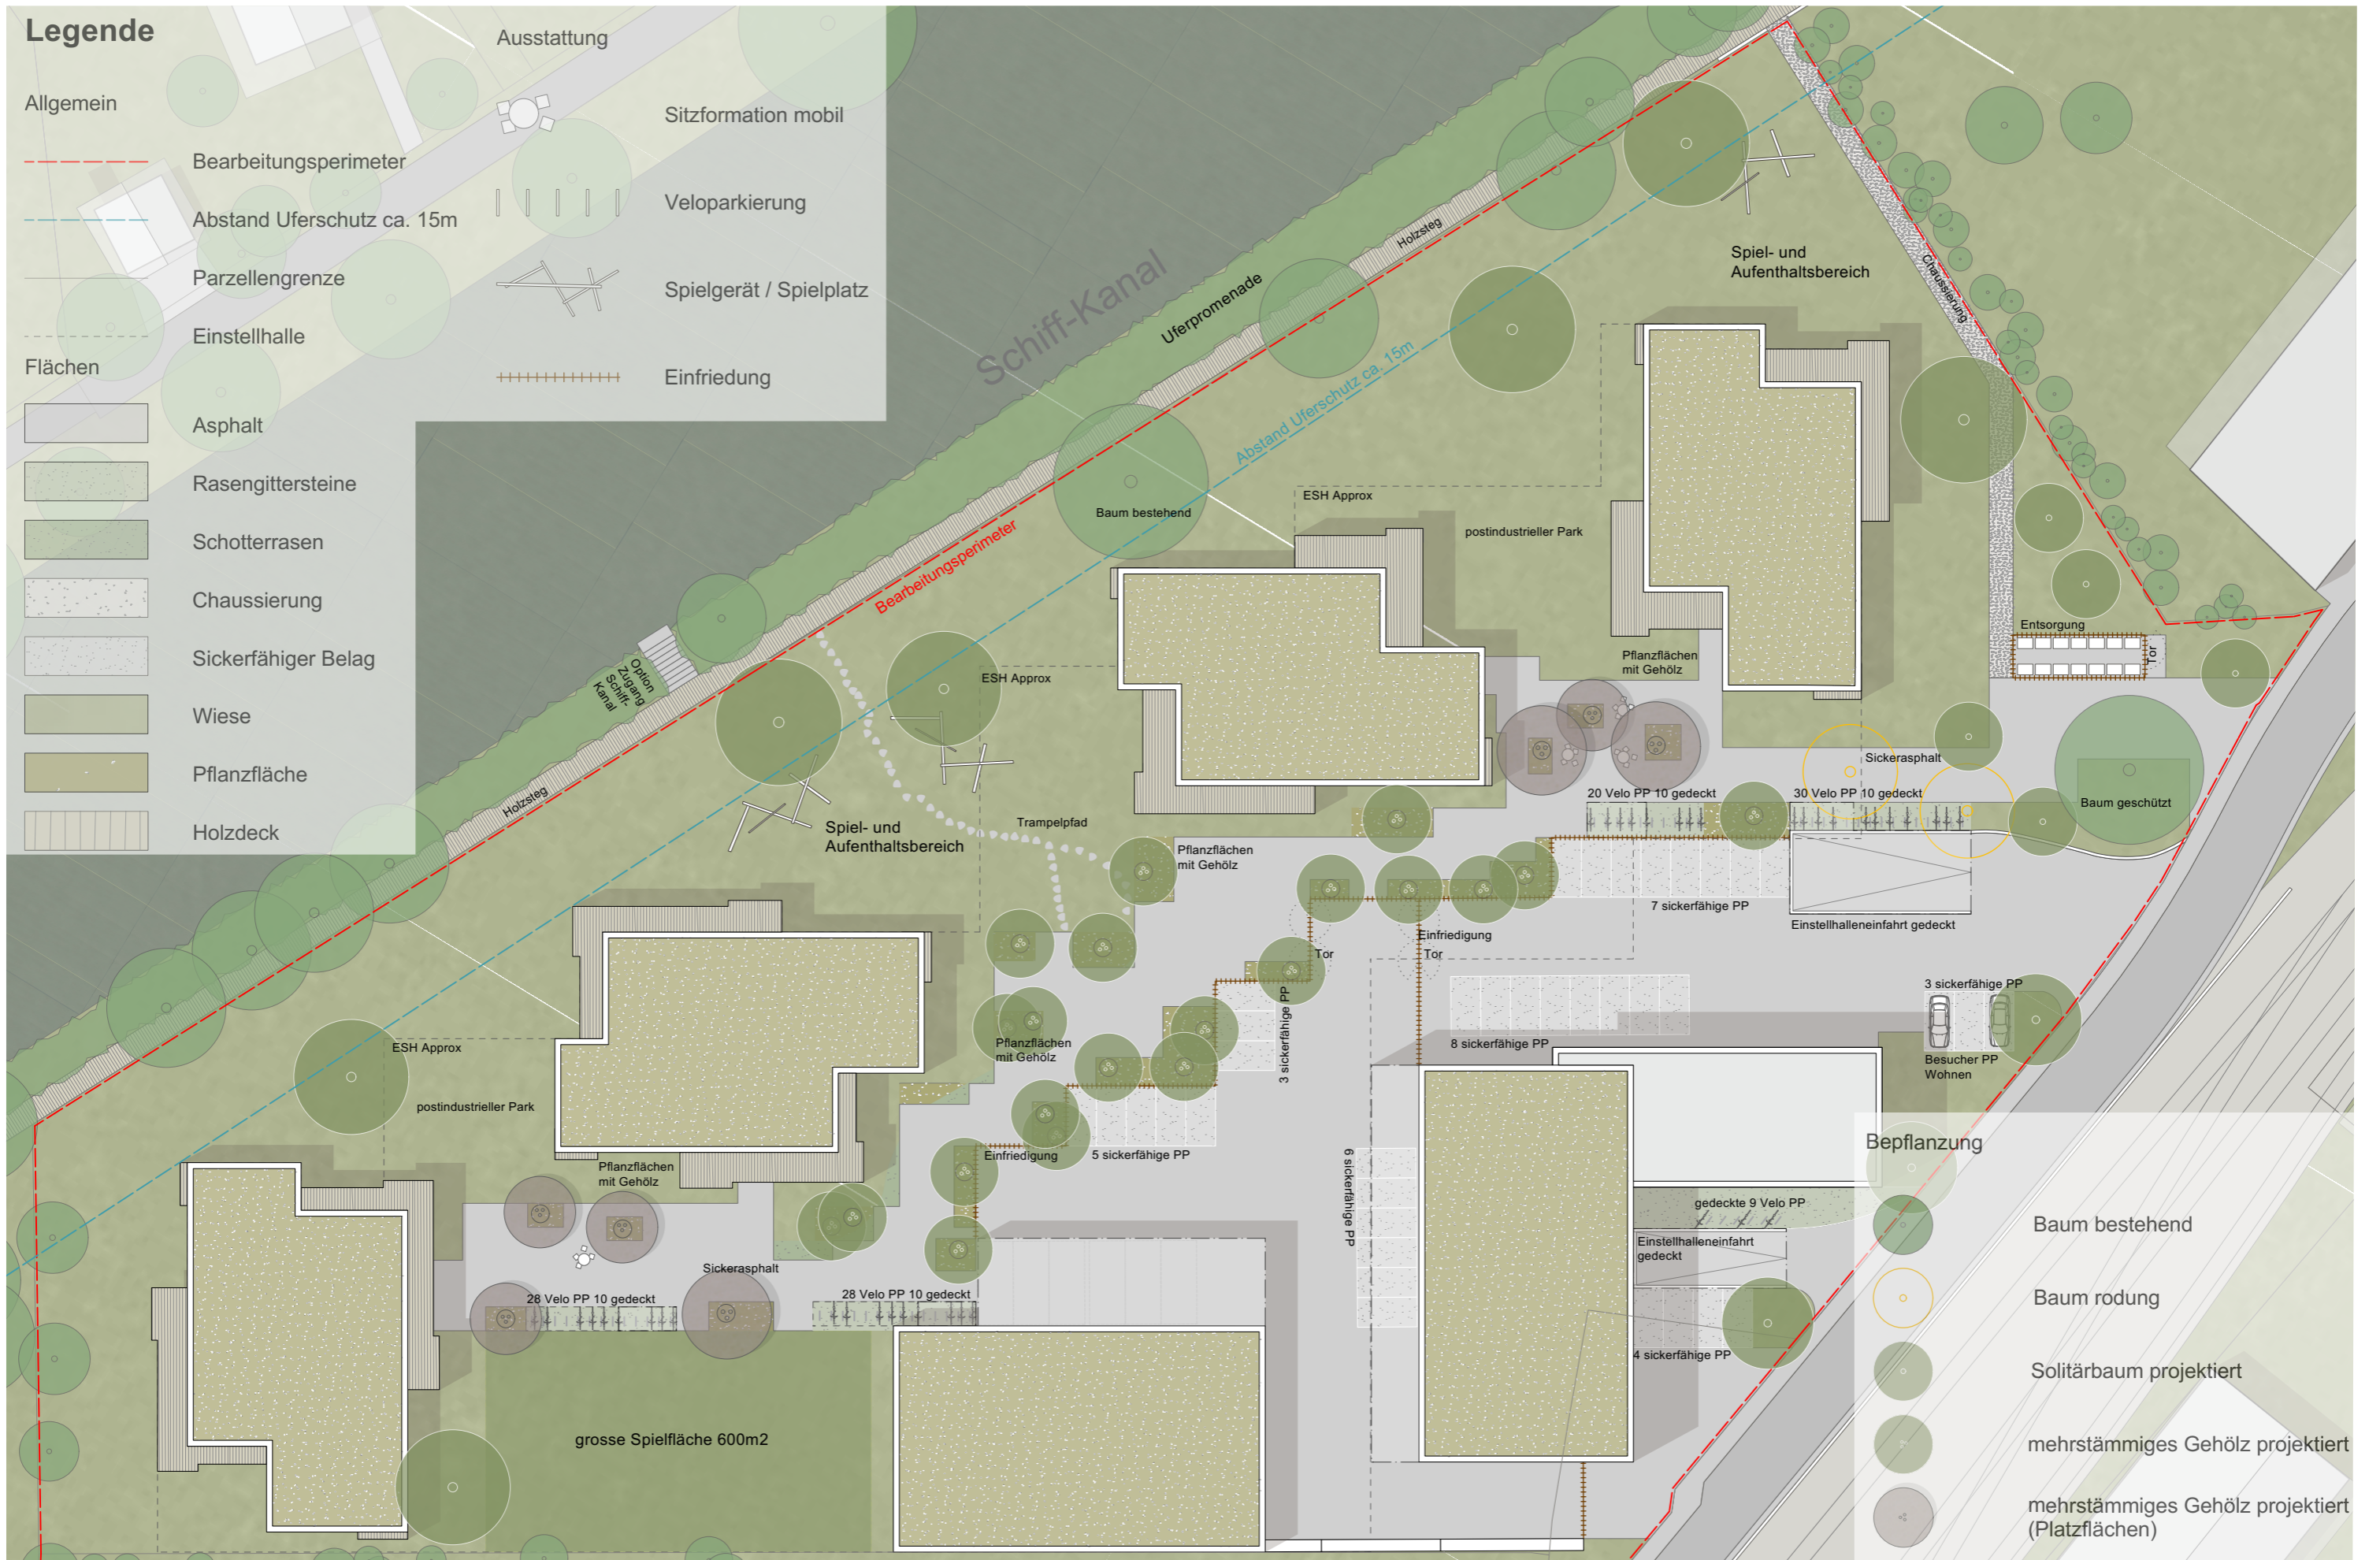 Legende
Allgemein
Bearbeitungsperimeter
Abstand Uferschutz ca. 15m
Parzellengrenze
Einstellhalle
Flächen
Asphalt
Rasengittersteine
Schotterrasen
Chaussierung
Sickerfähiger Belag
Wiese
Pflanzfläche
Holzdeck
Ausstattung
Sitzformation mobil
Veloparkierung
Spielgerät / Spielplatz
Einfriedung
Schiff-Kanal
Uferpromenade
Holzsteg
Abstand Uferschutz ca. 15m
Bearbeitungsperimeter
Baum bestehend
Spiel- und
Aufenthaltsbereich
Chaussierung
ESH Approx
postindustrieller Park
Entsorgung
Tor
Pflanzflächen
mit Gehölz
Option
Zugang
Schiff-
Kanal
ESH Approx
Holzsteg
Spiel- und
Aufenthaltsbereich
Trampelpfad
Pflanzflächen
mit Gehölz
Sickerasphalt
20 Velo PP 10 gedeckt
30 Velo PP 10 gedeckt
Baum geschützt
7 sickerfähige PP
Einstellhalleneinfahrt gedeckt
Einfriedigung
Tor
Tor
3 sickerfähige PP
8 sickerfähige PP
3 sickerfähige PP
Besucher PP
Wohnen
ESH Approx
postindustrieller Park
Pflanzflächen
mit Gehölz
Einfriedigung
5 sickerfähige PP
6 sickerfähige PP
Pflanzflächen
mit Gehölz
Sickerasphalt
28 Velo PP 10 gedeckt
28 Velo PP 10 gedeckt
gedeckte 9 Velo PP
Einstellhalleneinfahrt
gedeckt
4 sickerfähige PP
grosse Spielfläche 600m2
Bepflanzung
Baum bestehend
Baum rodung
Solitärbaum projektiert
mehrstämmiges Gehölz projektiert
mehrstämmiges Gehölz projektiert
(Platzflächen)